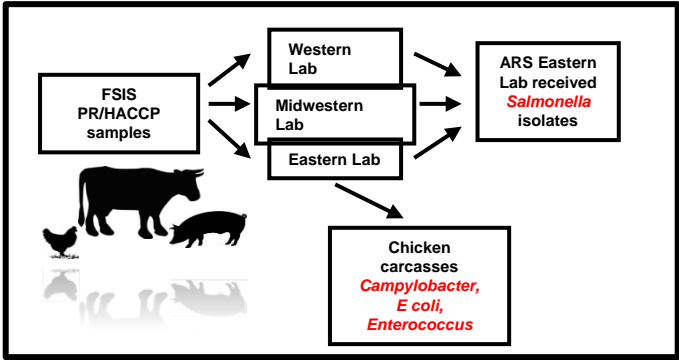 FSIS
PR/HACCP
samples
Western
Lab
Midwestern
Lab
Eastern Lab
ARS Eastern
Lab received
Salmonella
isolates
Chicken
carcasses
Campylobacter,
E coli,
Enterococcus